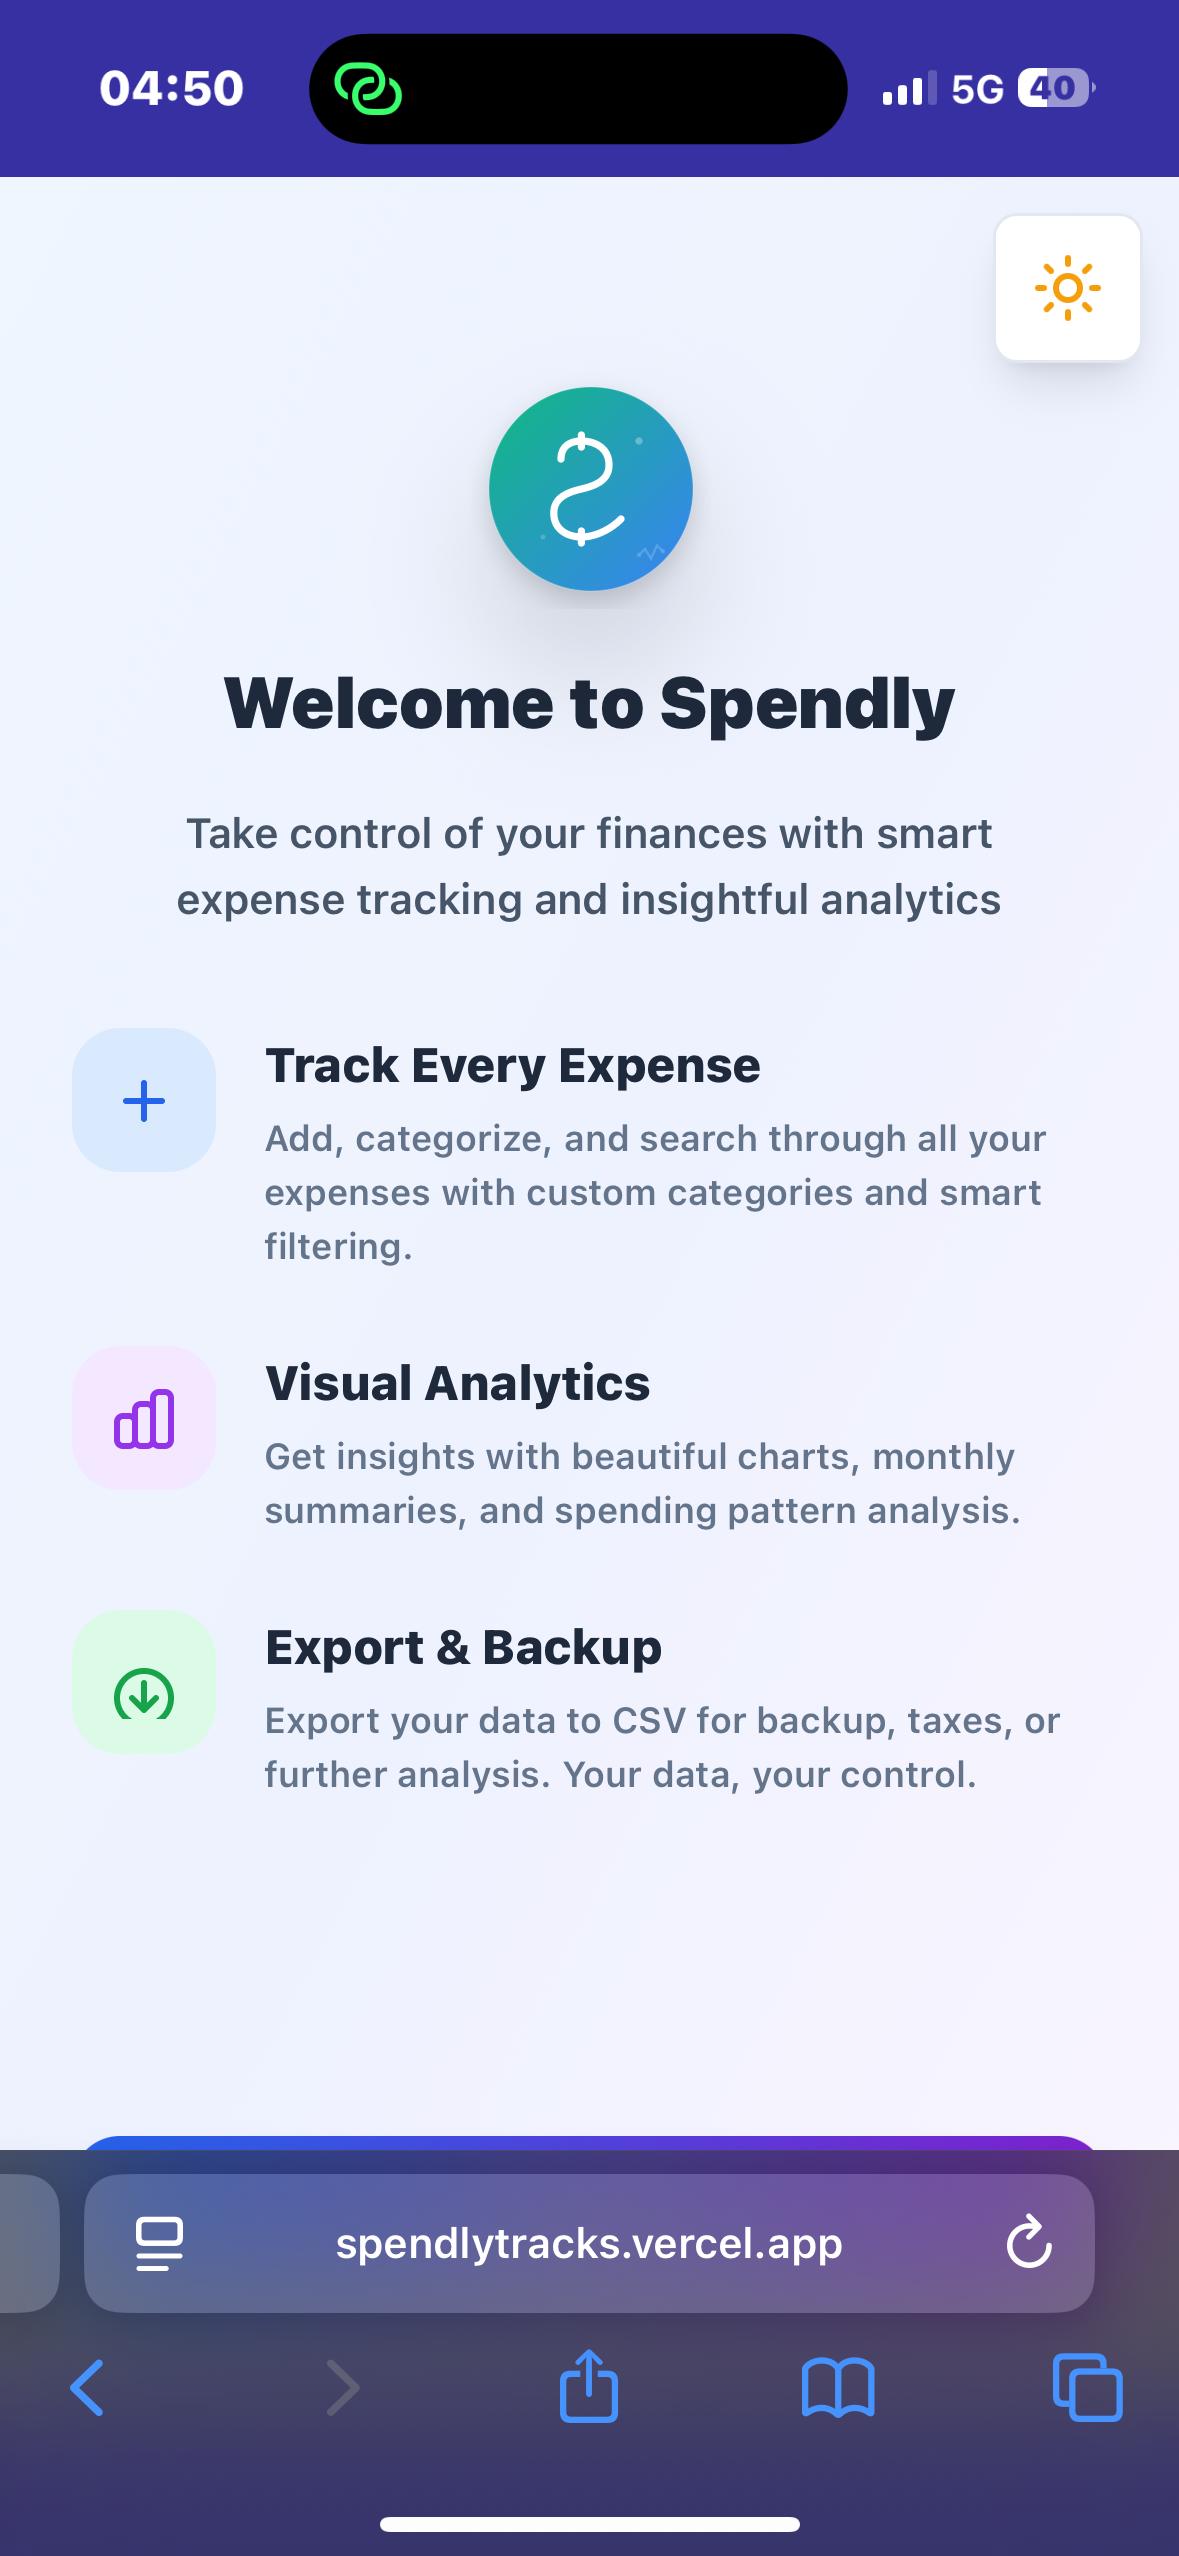 04:50
5G
40
Welcome to Spendly
Take control of your finances with smart
expense tracking and insightful analytics
Track Every Expense
Add, categorize, and search through all your
expenses with custom categories and smart
filtering.
Visual Analytics
Get insights with beautiful charts, monthly
summaries, and spending pattern analysis.
Export & Backup
Export your data to CSV for backup, taxes, or
further analysis. Your data, your control.
spendlytracks.vercel.app